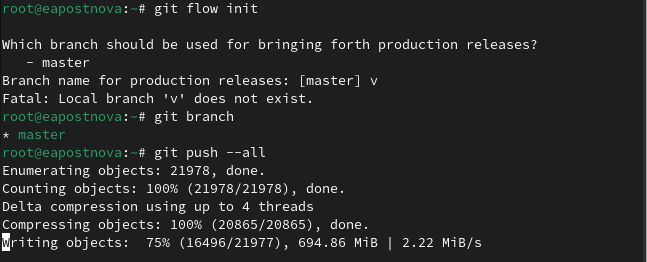 root@eapostnova:~# git flow init

Which branch should be used for bringing forth production releases?
   - master
Branch name for production releases: [master] v
Fatal: Local branch 'v' does not exist.
root@eapostnova:~# git branch
* master
root@eapostnova:~# git push --all
Enumerating objects: 21978, done.
Counting objects: 100% (21978/21978), done.
Delta compression using up to 4 threads
Compressing objects: 100% (20865/20865), done.
Writing objects:  75% (16496/21977), 694.86 MiB | 2.22 MiB/s